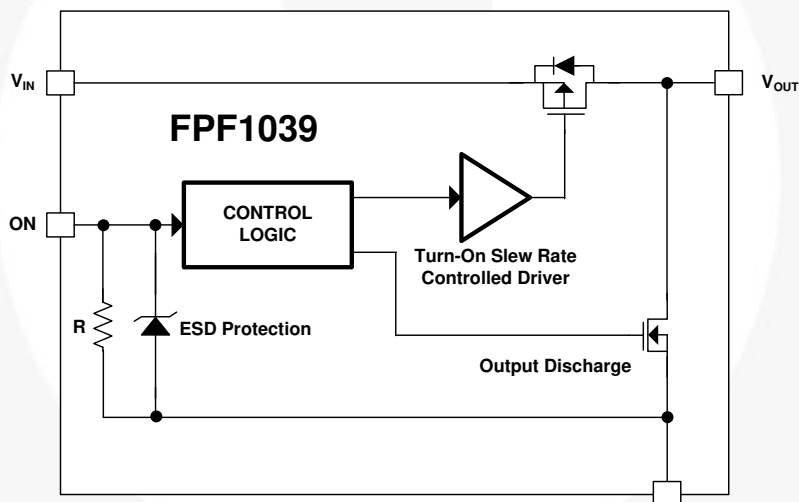 VIN
VOUT
FPF1039
ON
CONTROL
LOGIC
Turn-On Slew Rate
Controlled Driver
R
ESD Protection
Output Discharge